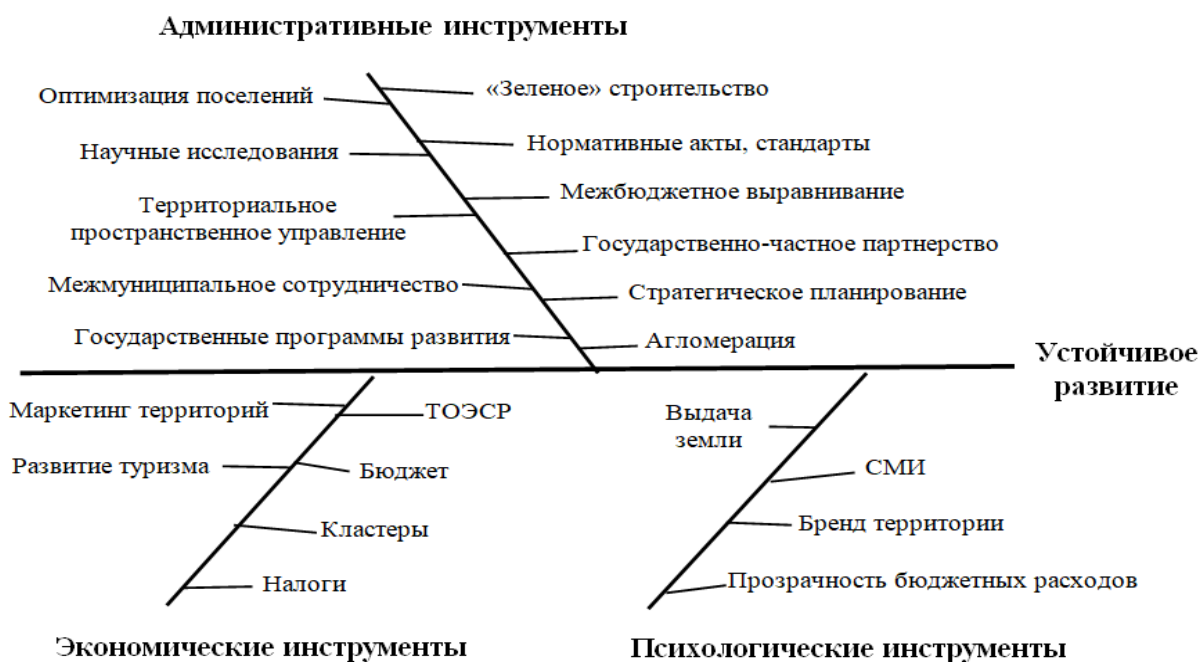 Административные инструменты
«Зеленое» строительство
Оптимизация поселений
Нормативные акты, стандарты
Научные исследования
Межбюджетное выравнивание
Территориальное
пространственное управление
Государственно-частное партнерство
Межмуниципальное сотрудничество
Стратегическое планирование
Государственные программы развития
Агломерация
Устойчивое
развитие
Маркетинг территорий
ТОЭСР
Развитие туризма
Бюджет
Кластеры
Налоги
Выдача
земли
СМИ
Бренд территории
Прозрачность бюджетных расходов
Экономические инструменты
Психологические инструменты